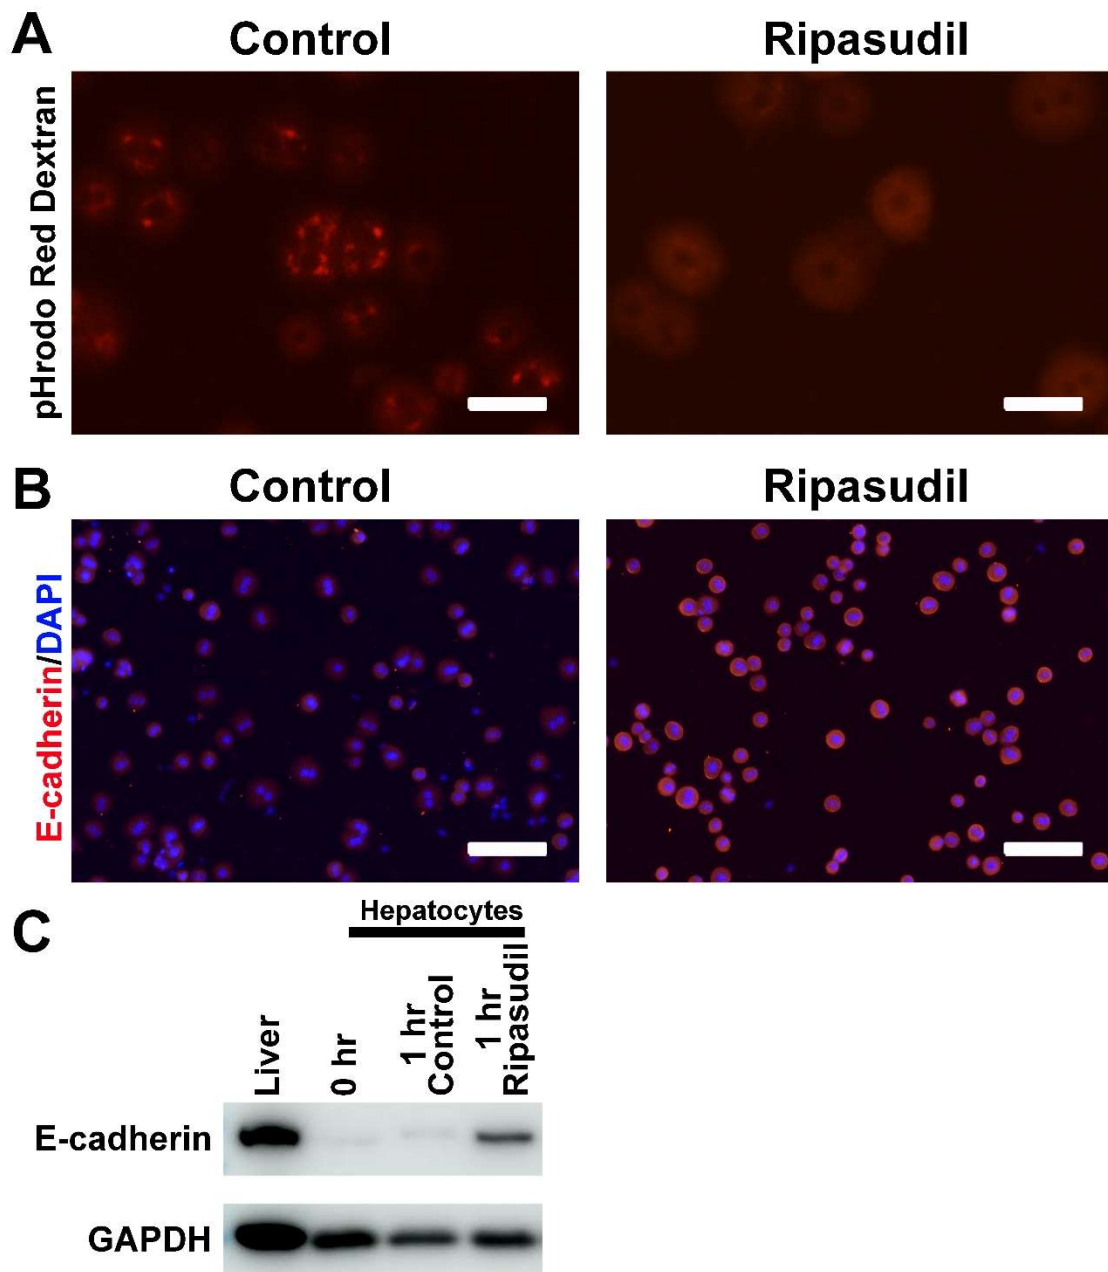 A
Control
Ripasudil
pHrodo Red Dextran
B
Control
Ripasudil
E-cadherin/DAPI
C
Hepatocytes
Liver
0 hr
1 hr
Control
1 hr
Ripasudil
E-cadherin
GAPDH